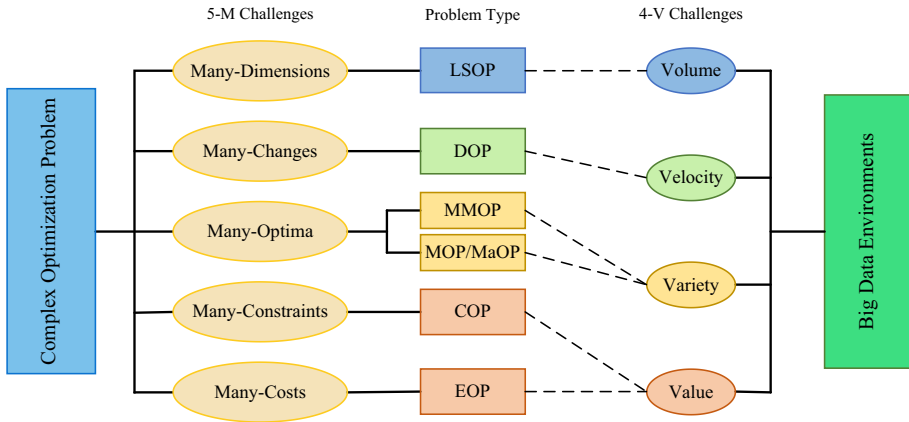 5-M Challenges
Problem Type
4-V Challenges
Complex Optimization Problem
Many-Dimensions
LSOP
Volume
Many-Changes
DOP
Velocity
Many-Optima
MMOP
MOP/MaOP
Variety
Many-Constraints
COP
Many-Costs
EOP
Value
Big Data Environments